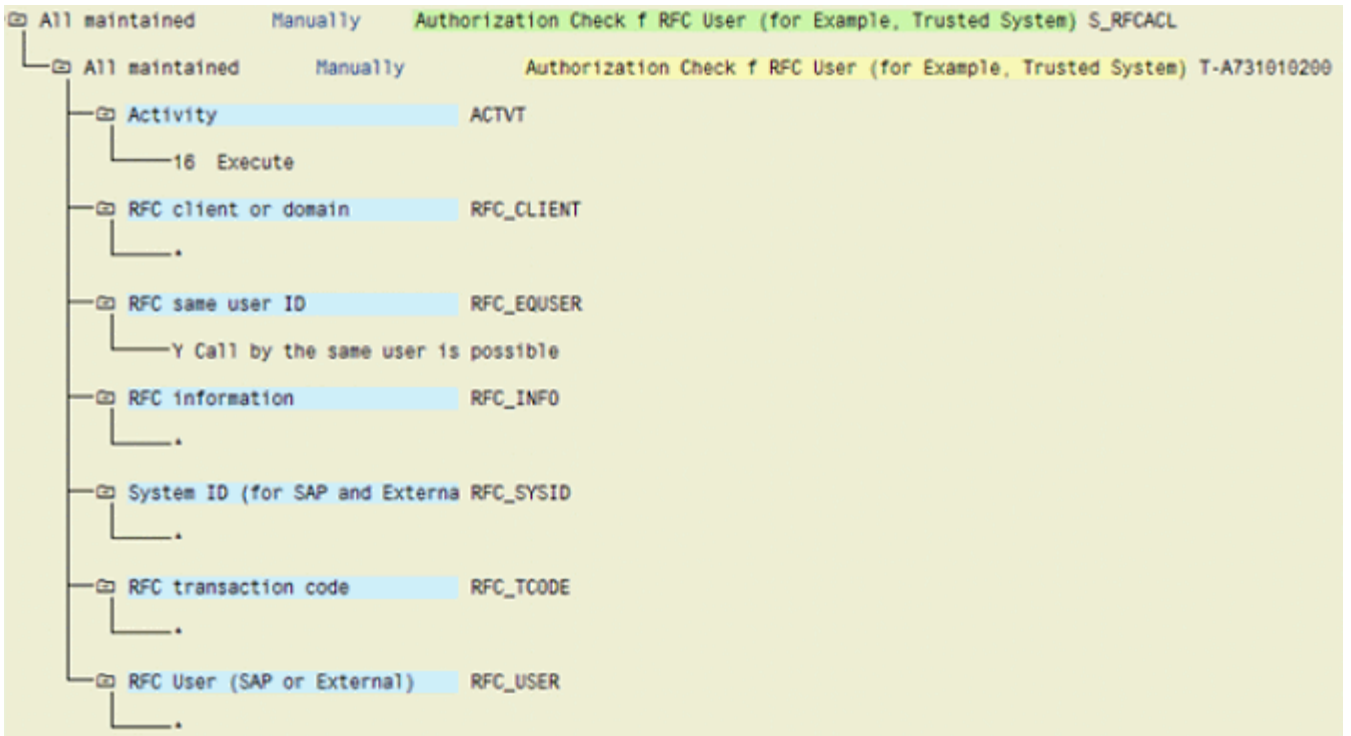 All maintained Manually Authorization Check f RFC User (for Example, Trusted System) S_RFCACL
All maintained Manually Authorization Check f RFC User (for Example, Trusted System) T-A731010200
Activity ACTVT
16 Execute
RFC client or domain RFC_CLIENT
*
RFC same user ID RFC_EQUSER
Y Call by the same user is possible
RFC information RFC_INFO
*
System ID (for SAP and Externa RFC_SYSID
*
RFC transaction code RFC_TCODE
*
RFC User (SAP or External) RFC_USER
*